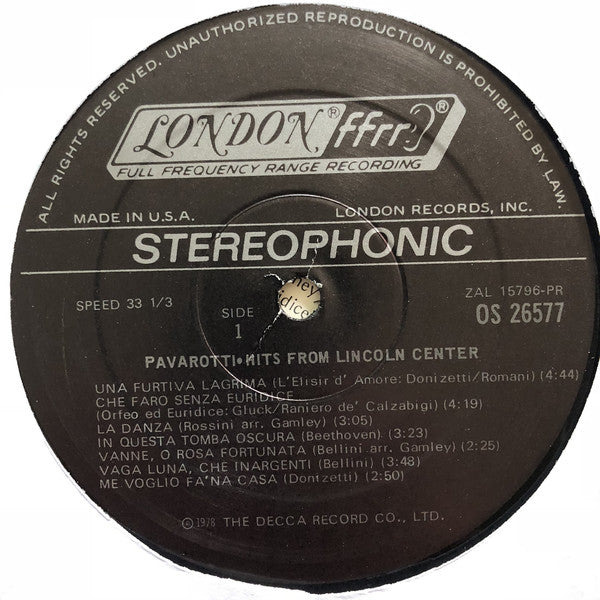 ALL RIGHTS RESERVED. UNAUTHORIZED REPRODUCTION IS PROHIBITED BY LAW.
LONDON® ffrr®
FULL FREQUENCY RANGE RECORDING
MADE IN U.S.A. LONDON RECORDS, INC.
STEREOPHONIC
SPEED 33 1/3 SIDE 1 ZAL 15796-PR
OS 26577
PAVAROTTI•HITS FROM LINCOLN CENTER
UNA FURTIVA LAGRIMA (L'Elisir d' Amore: Donizetti/Romani) (4:44)
CHE FARO SENZA EURIDICE
(Orfeo ed Euridice: Gluck/Raniero de' Calzabigi) (4:19)
LA DANZA (Rossini arr. Gamley) (3:05)
IN QUESTA TOMBA OSCURA (Beethoven) (3:23)
VANNE, O ROSA FORTUNATA (Bellini arr. Gamley) (2:25)
VAGA LUNA, CHE INARGENTI (Bellini) (3:48)
ME VOGLIO FA'NA CASA (Donizetti) (2:50)
℗1978 THE DECCA RECORD CO., LTD.